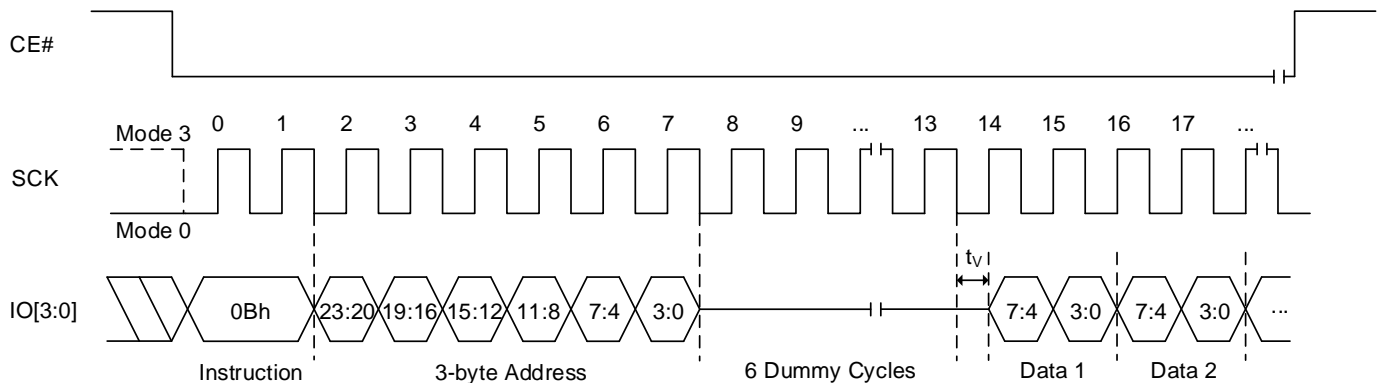 CE#
Mode 3
0 1 2 3 4 5 6 7 8 9 ... 13 14 15 16 17 ...
SCK
Mode 0
tV
IO[3:0]
0Bh 23:20 19:16 15:12 11:8 7:4 3:0 7:4 3:0 7:4 3:0 ...
Instruction 3-byte Address 6 Dummy Cycles Data 1 Data 2